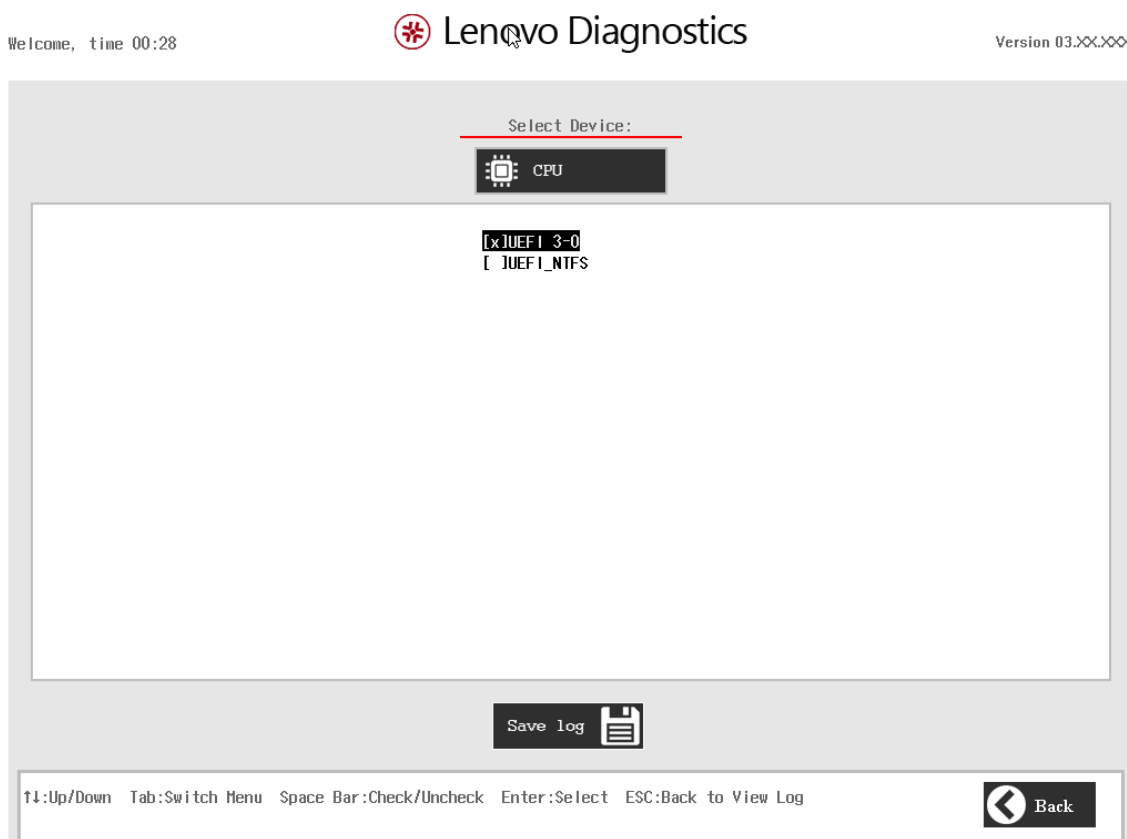 Welcome, time 00:28
Lenovo Diagnostics
Version 03.XX.XXX
Select Device:
CPU
[x]UEFI 3-0
[ ]UEFI_NTFS
Save log
↑↓:Up/Down Tab:Switch Menu Space Bar:Check/Uncheck Enter:Select ESC:Back to View Log
Back